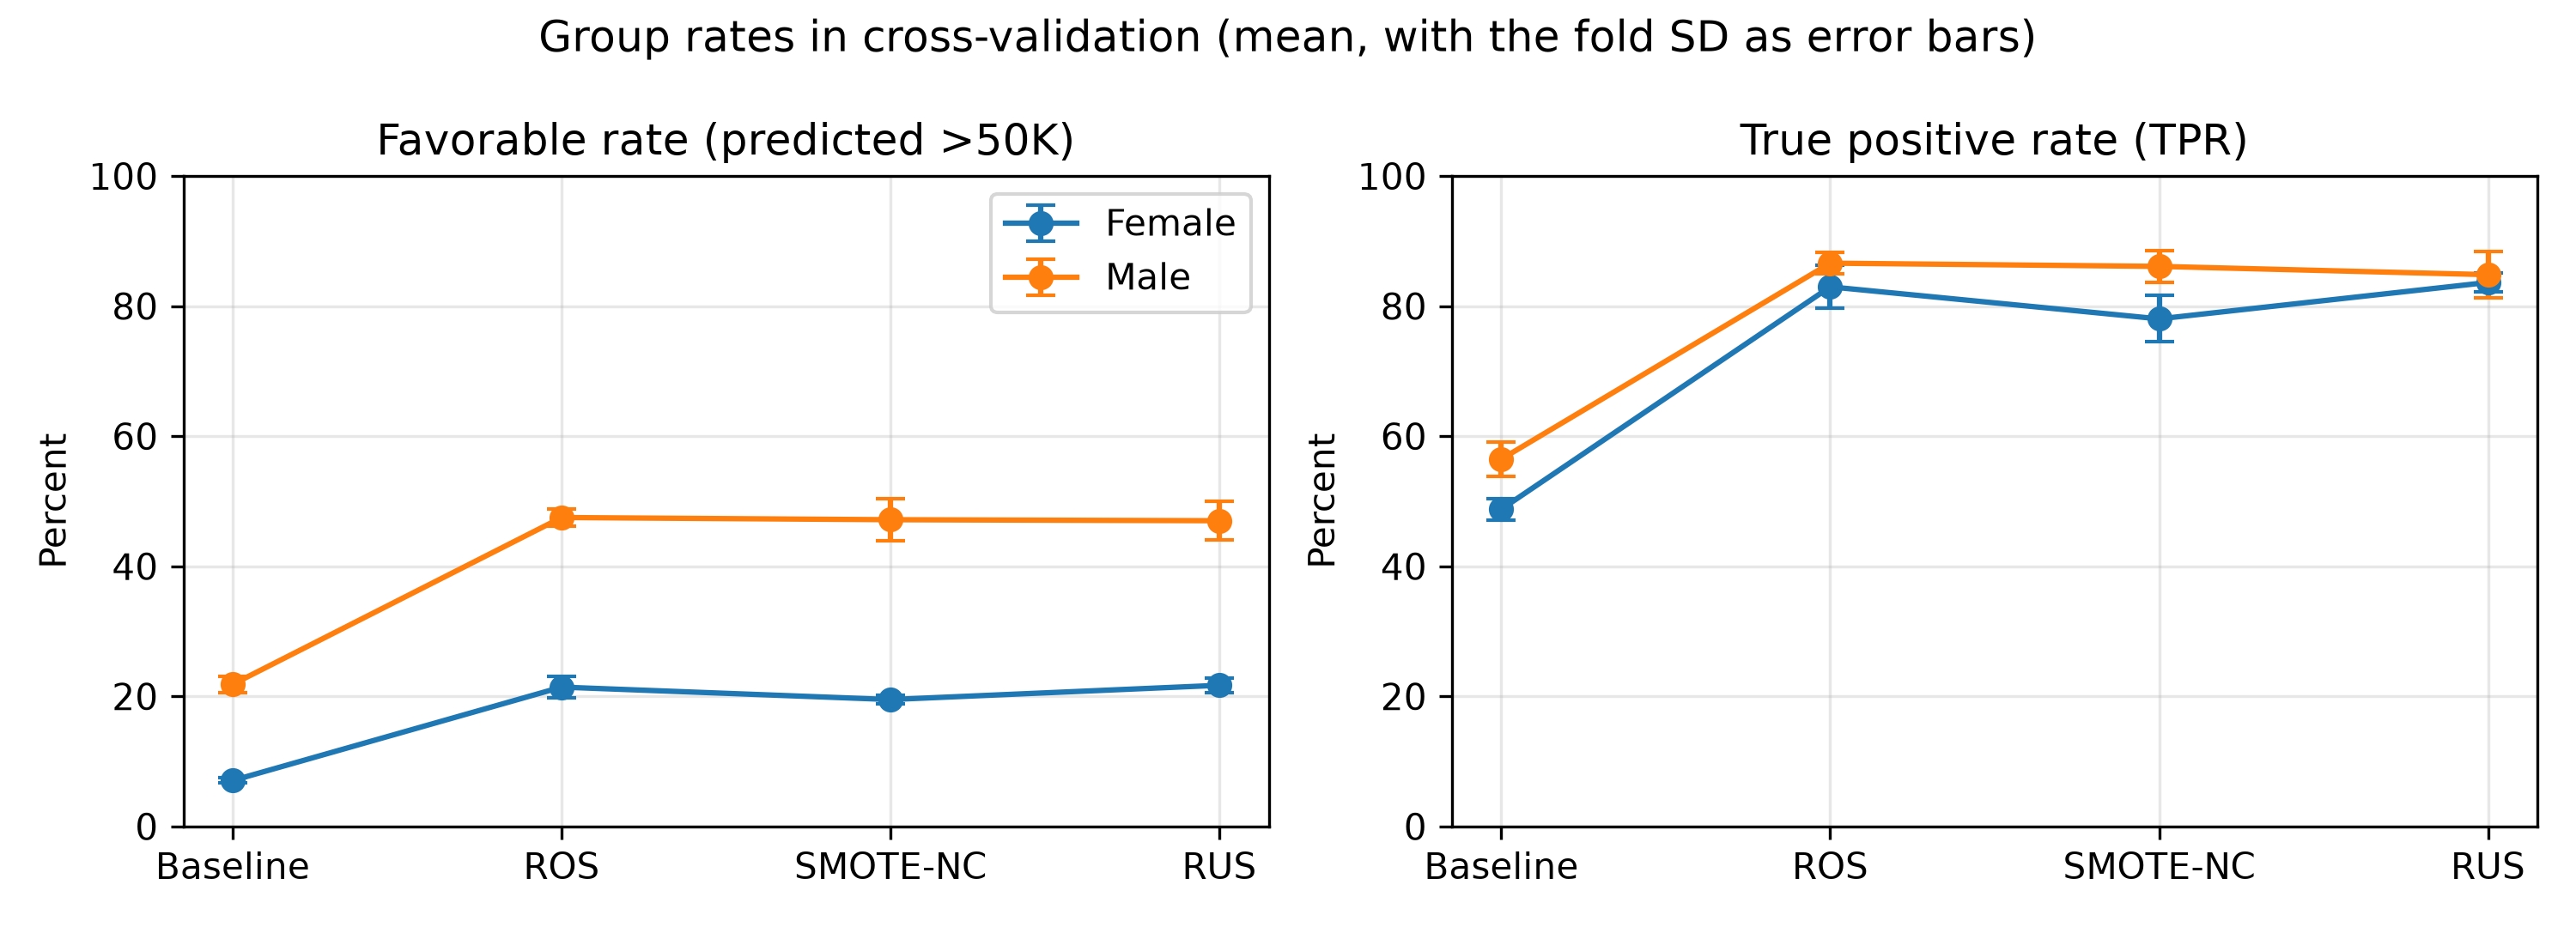 Group rates in cross-validation (mean, with the fold SD as error bars)
Favorable rate (predicted >50K)
Percent
100
80
60
40
20
0
Baseline ROS SMOTE-NC RUS
Female
Male
True positive rate (TPR)
Percent
100
80
60
40
20
0
Baseline ROS SMOTE-NC RUS